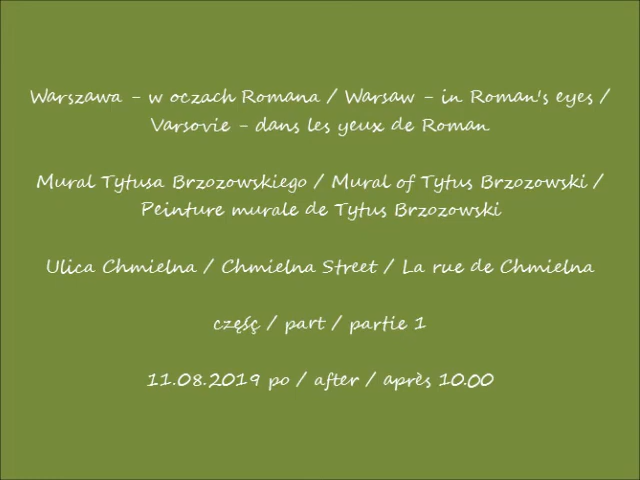 Warszawa - w oczach Romana / Warsaw - in Roman's eyes /
Varsovie - dans les yeux de Roman
Mural Tytusa Brzozowskiego / Mural of Tytus Brzozowski /
Peinture murale de Tytus Brzozowski
Ulica Chmielna / Chmielna Street / La rue de Chmielna
częśç / part / partie 1
11.08.2019 po / after / après 10.00